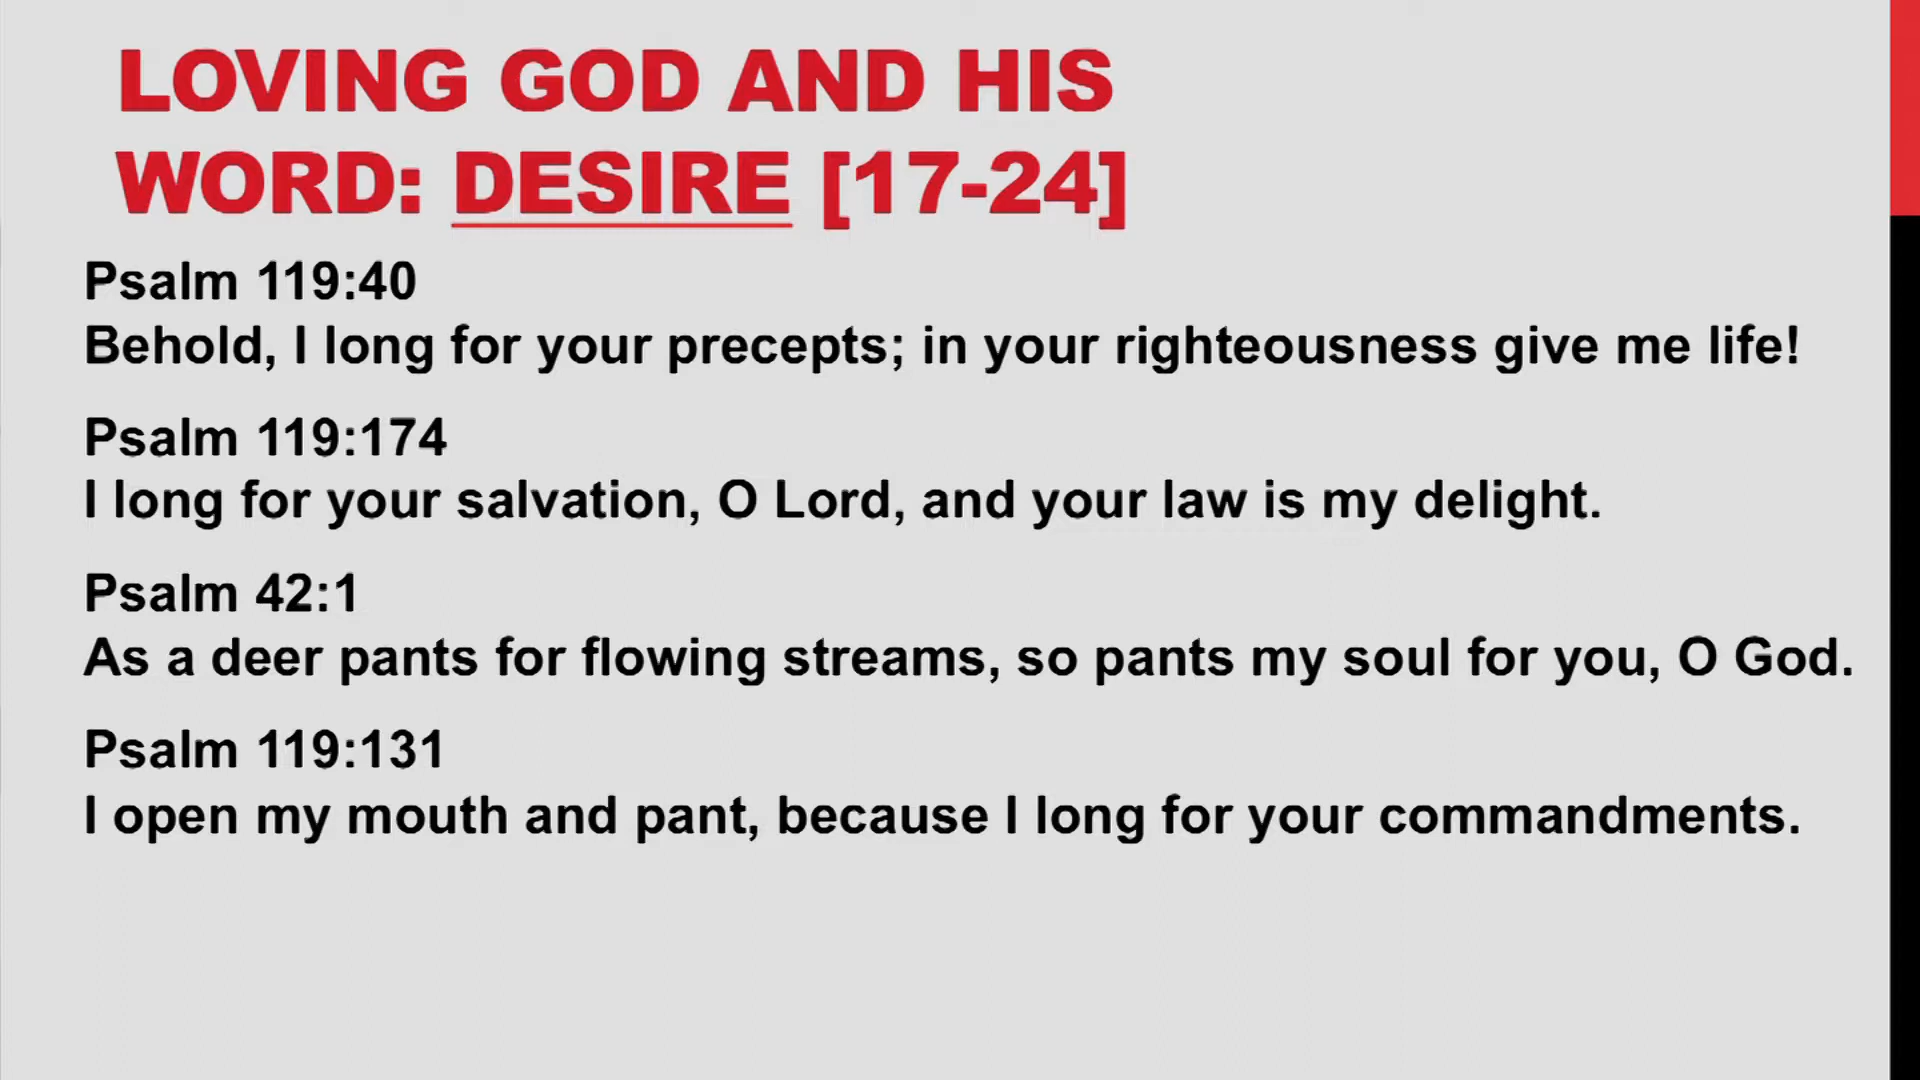 LOVING GOD AND HIS
WORD: DESIRE [17-24]
Psalm 119:40
Behold, I long for your precepts; in your righteousness give me life!
Psalm 119:174
I long for your salvation, O Lord, and your law is my delight.
Psalm 42:1
As a deer pants for flowing streams, so pants my soul for you, O God.
Psalm 119:131
I open my mouth and pant, because I long for your commandments.